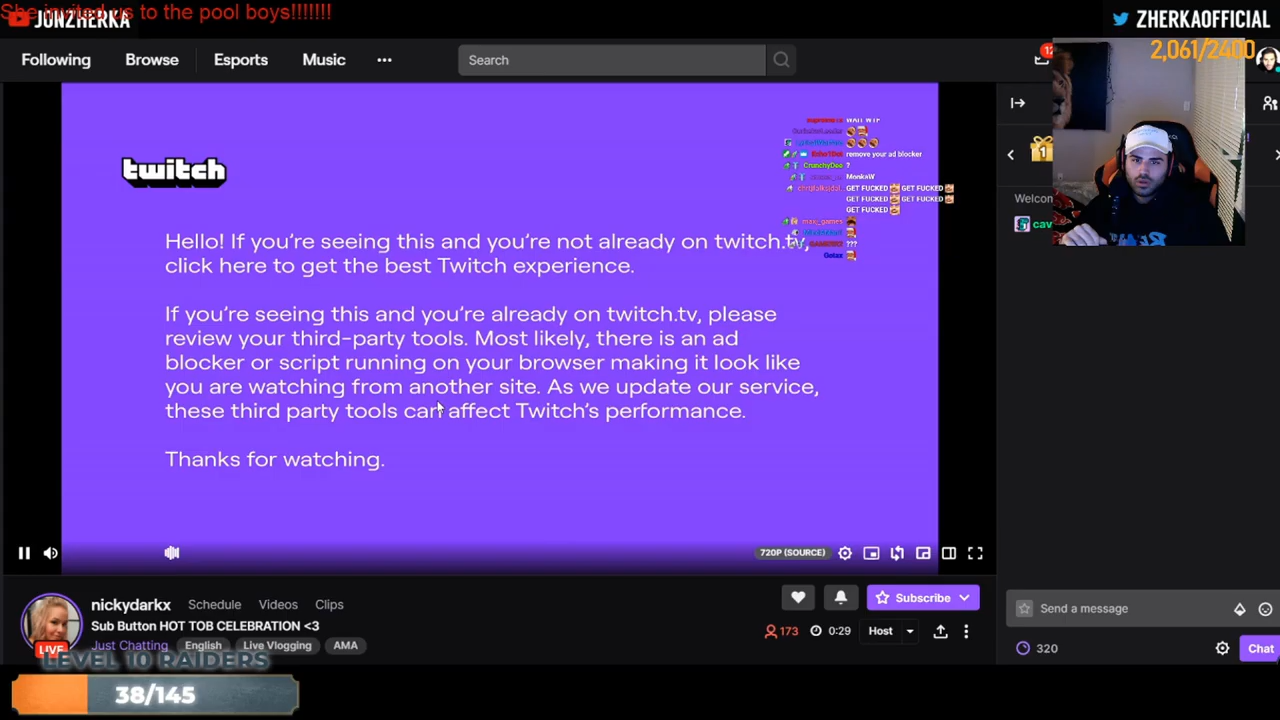 She invited us to the pool boys!!!!!!!
JONZHERKA
ZHERKAOFFICIAL
2,061/2400
Following Browse Esports Music ••• Search
12
twitch
WAIT WTF
remove your ad blocker
CrunchyDoo ?
MonkaW
GET FUCKED GET FUCKED
GET FUCKED GET FUCKED
GET FUCKED
maxi_games
???
Gotax
1
Welcom
cav
Hello! If you're seeing this and you're not already on twitch.tv,
click here to get the best Twitch experience.
If you're seeing this and you're already on twitch.tv, please
review your third-party tools. Most likely, there is an ad
blocker or script running on your browser making it look like
you are watching from another site. As we update our service,
these third party tools can affect Twitch's performance.
Thanks for watching.
720P (SOURCE)
nickydarkx Schedule Videos Clips
Subscribe
Sub Button HOT TOB CELEBRATION <3
Just Chatting English Live Vlogging AMA
173 0:29 Host
LIVE
Send a message
320 Chat
LEVEL 10 RAIDERS
38/145